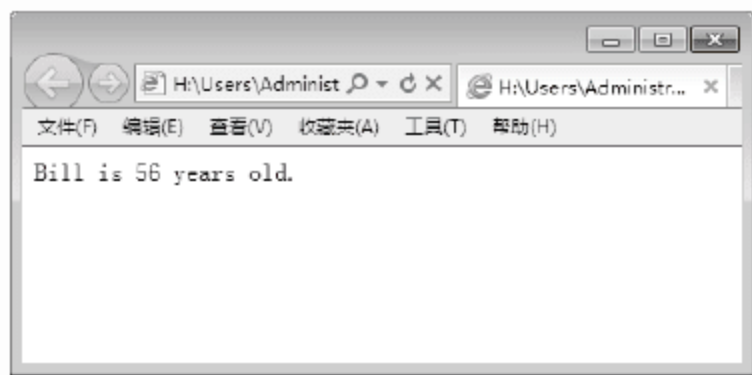 H:\Users\Administ
H:\Users\Administr...
文件(F) 编辑(E) 查看(V) 收藏夹(A) 工具(T) 帮助(H)
Bill is 56 years old.